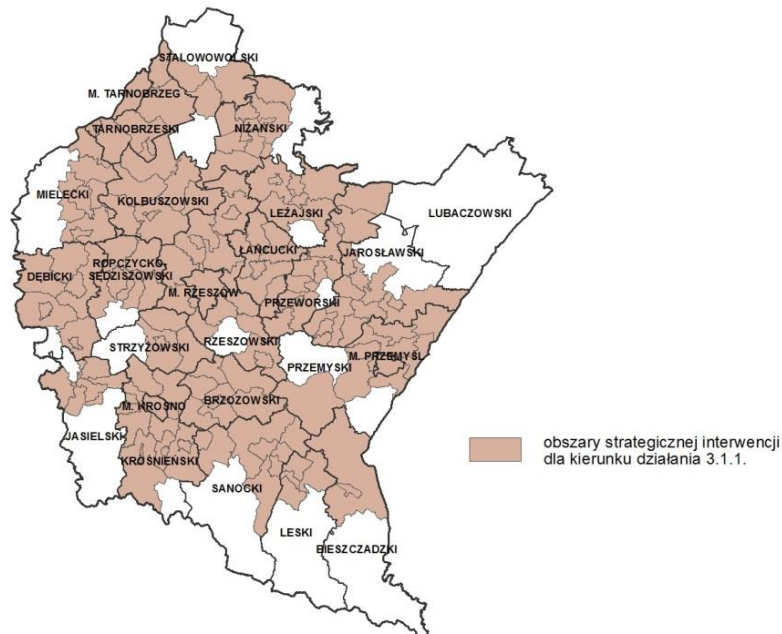 STALOWOWOLSKI
M. TARNOBRZEG
TARNOBRZESKI
NIŻAŃSKI
MIELECKI
KOLBUSZOWSKI
LEŻAJSKI
LUBACZOWSKI
ŁAŃCUCKI
JAROSŁAWSKI
ROPCZYCKO-
SĘDZISZOWSKI
DĘBICKI
M. RZESZÓW
PRZEWORSKI
STRZYŻOWSKI
RZESZOWSKI
M. PRZEMYŚL
PRZEMYSKI
M. KROSNO
BRZOZOWSKI
JASIELSKI
KROŚNIEŃSKI
SANOCKI
LESKI
BIESZCZADZKI
obszary strategicznej interwencji
dla kierunku działania 3.1.1.